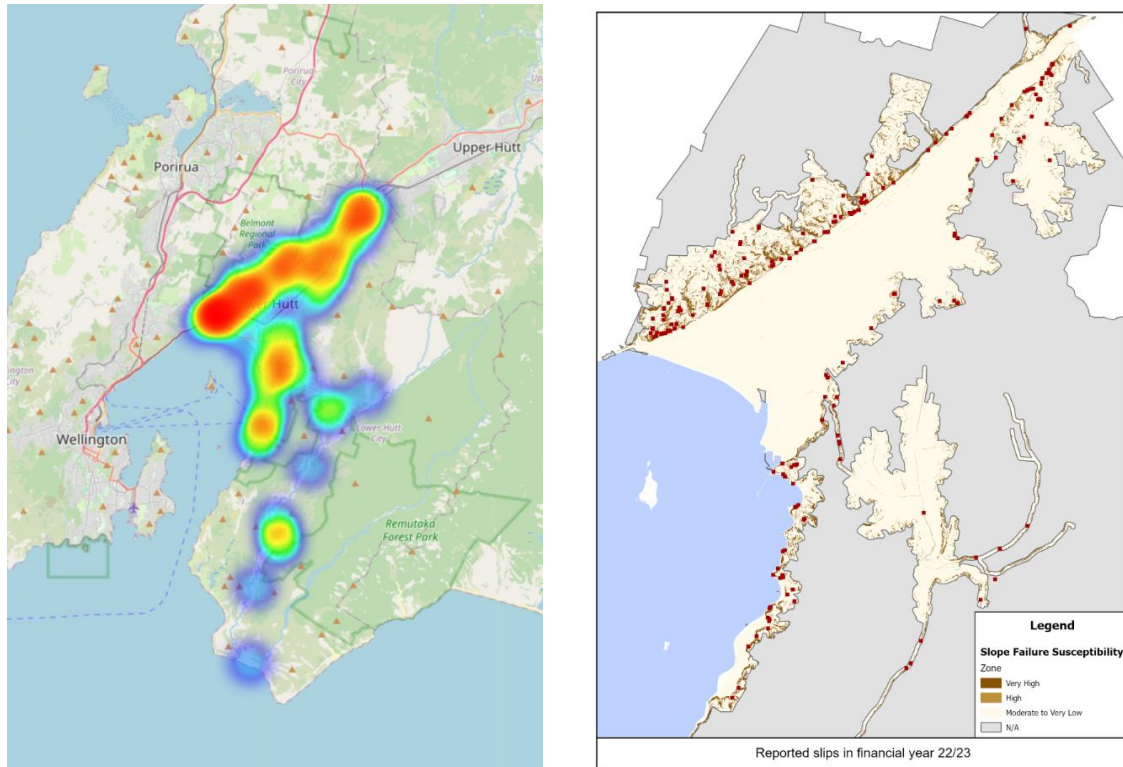 Porirua
City
Porirua
Upper Hutt
Belmont
Regional
Park
Hutt
Wellington
Lower Hutt
City
Remutaka
Forest Park
Legend
Slope Failure Susceptibility
Zone
Very High
High
Moderate to Very Low
N/A
Reported slips in financial year 22/23